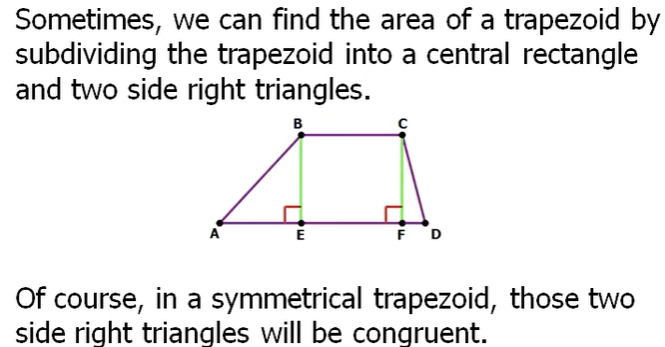 Sometimes, we can find the area of a trapezoid by
subdividing the trapezoid into a central rectangle
and two side right triangles.
B C
A E F D
Of course, in a symmetrical trapezoid, those two
side right triangles will be congruent.